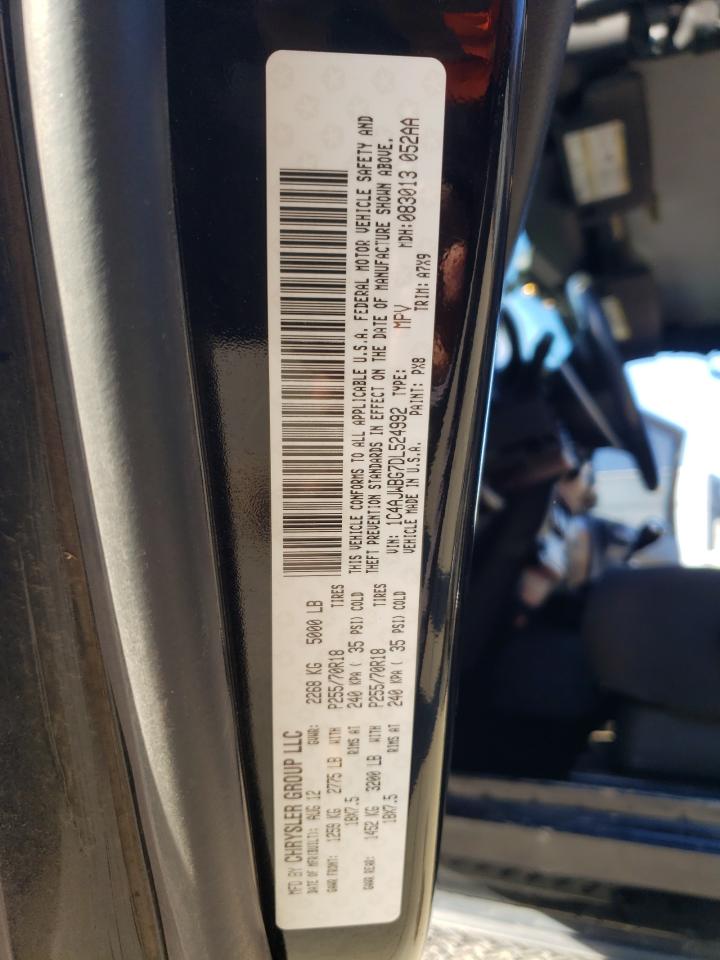 MFD BY CHRYSLER GROUP LLC
DATE OF MFR(BUILT): AUG 12 GVWR: 2268 KG 5000 LB
GAWR FRONT: 1259 KG 2775 LB WITH P255/70R18 TIRES
18X7.5 RIMS AT 240 KPA ( 35 PSI) COLD
GAWR REAR: 1452 KG 3200 LB WITH P255/70R18 TIRES
18X7.5 RIMS AT 240 KPA ( 35 PSI) COLD
THIS VEHICLE CONFORMS TO ALL APPLICABLE U.S.A. FEDERAL MOTOR VEHICLE SAFETY AND
THEFT PREVENTION STANDARDS IN EFFECT ON THE DATE OF MANUFACTURE SHOWN ABOVE.
VIN: 1C4AJWBG7DL524992 TYPE: MPV MDH:083013 052AA
VEHICLE MADE IN U.S.A. PAINT: PX8 TRIM: A7X9